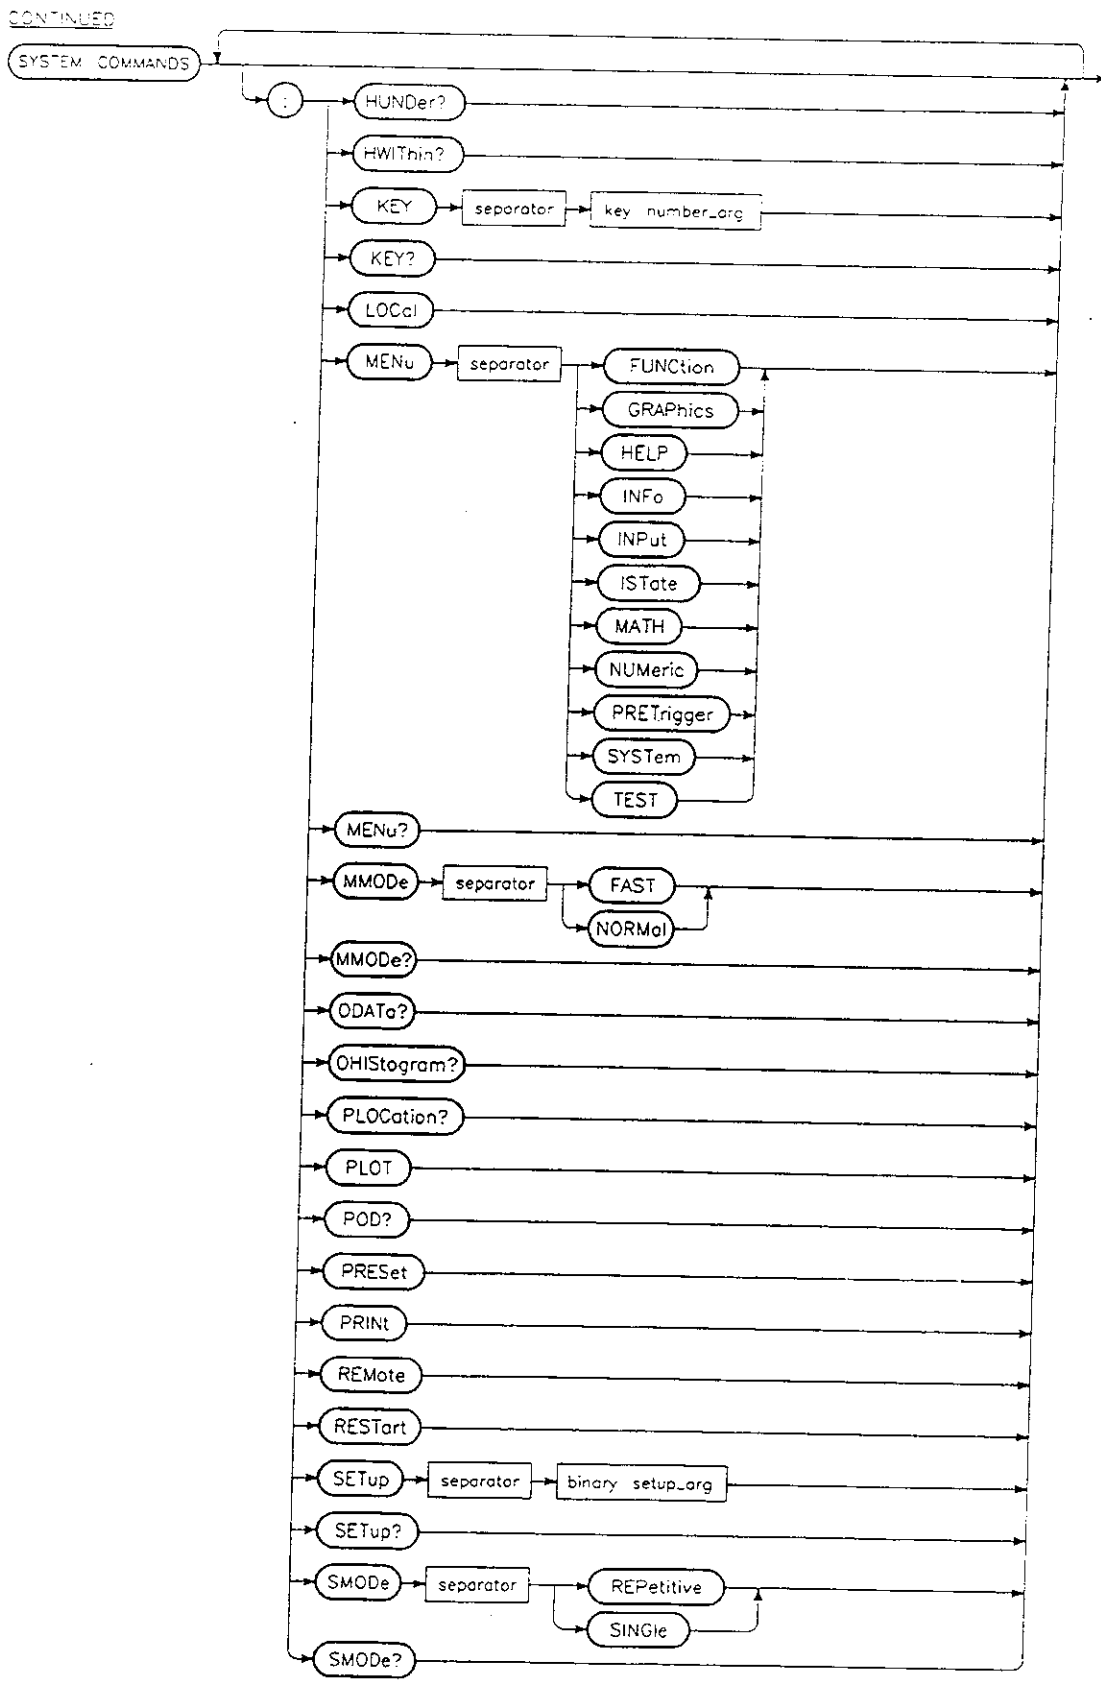 CONTINUED
SYSTEM COMMANDS
:
HUNDer?
HWIThin?
KEY separator key number_arg
KEY?
LOCal
MENu separator FUNCtion
GRAPhics
HELP
INFo
INPut
ISTate
MATH
NUMeric
PRETrigger
SYSTem
TEST
MENu?
MMODe separator FAST
NORMal
MMODe?
ODATa?
OHIStogram?
PLOCation?
PLOT
POD?
PRESet
PRINt
REMote
RESTart
SETup separator binary setup_arg
SETup?
SMODe separator REPetitive
SINGle
SMODe?